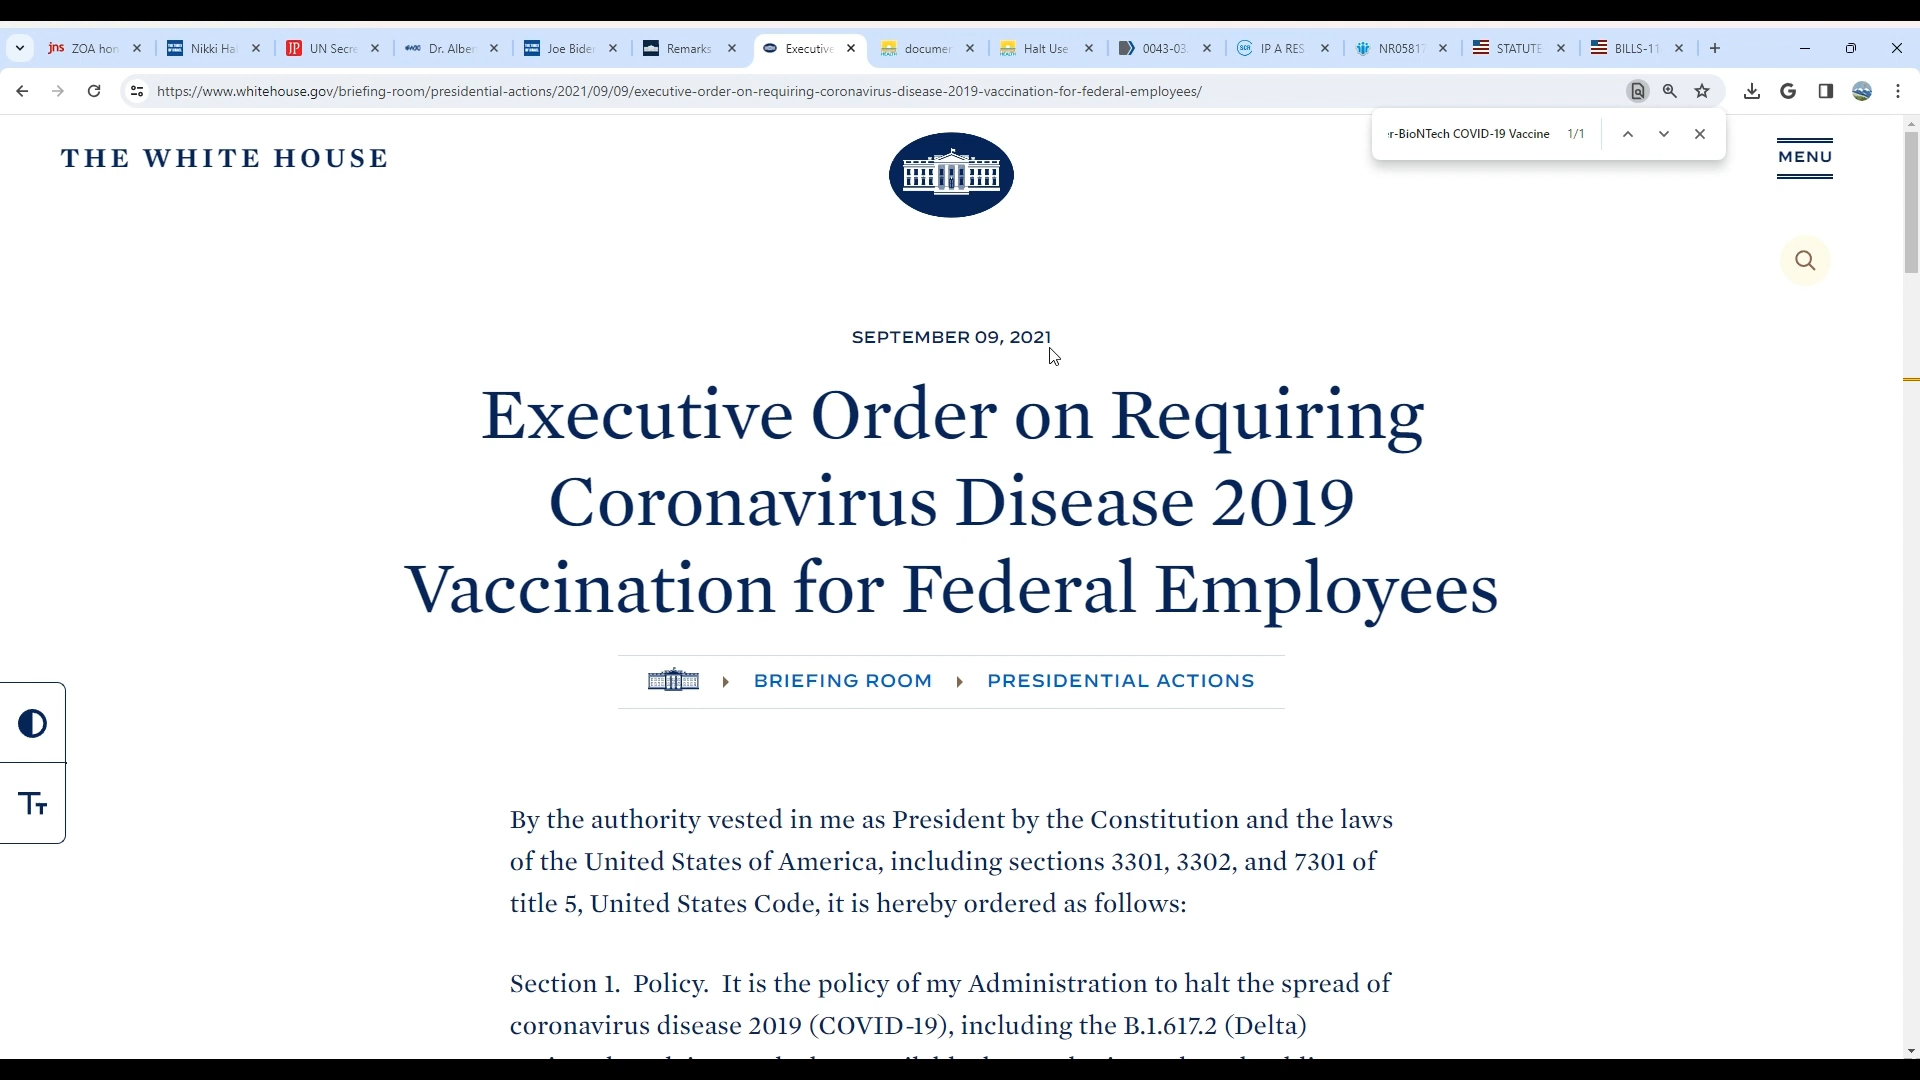 jns ZOA hon
Nikki Ha
JP UN Secre
Dr. Alber
Joe Bide
Remarks
Executive
documen
Halt Use
0043-03
IP A RES
NR0581
STATUTE
BILLS-11
https://www.whitehouse.gov/briefing-room/presidential-actions/2021/09/09/executive-order-on-requiring-coronavirus-disease-2019-vaccination-for-federal-employees/
r-BioNTech COVID-19 Vaccine 1/1
THE WHITE HOUSE
MENU
SEPTEMBER 09, 2021
Executive Order on Requiring
Coronavirus Disease 2019
Vaccination for Federal Employees
BRIEFING ROOM
PRESIDENTIAL ACTIONS
By the authority vested in me as President by the Constitution and the laws
of the United States of America, including sections 3301, 3302, and 7301 of
title 5, United States Code, it is hereby ordered as follows:
Section 1. Policy. It is the policy of my Administration to halt the spread of
coronavirus disease 2019 (COVID-19), including the B.1.617.2 (Delta)